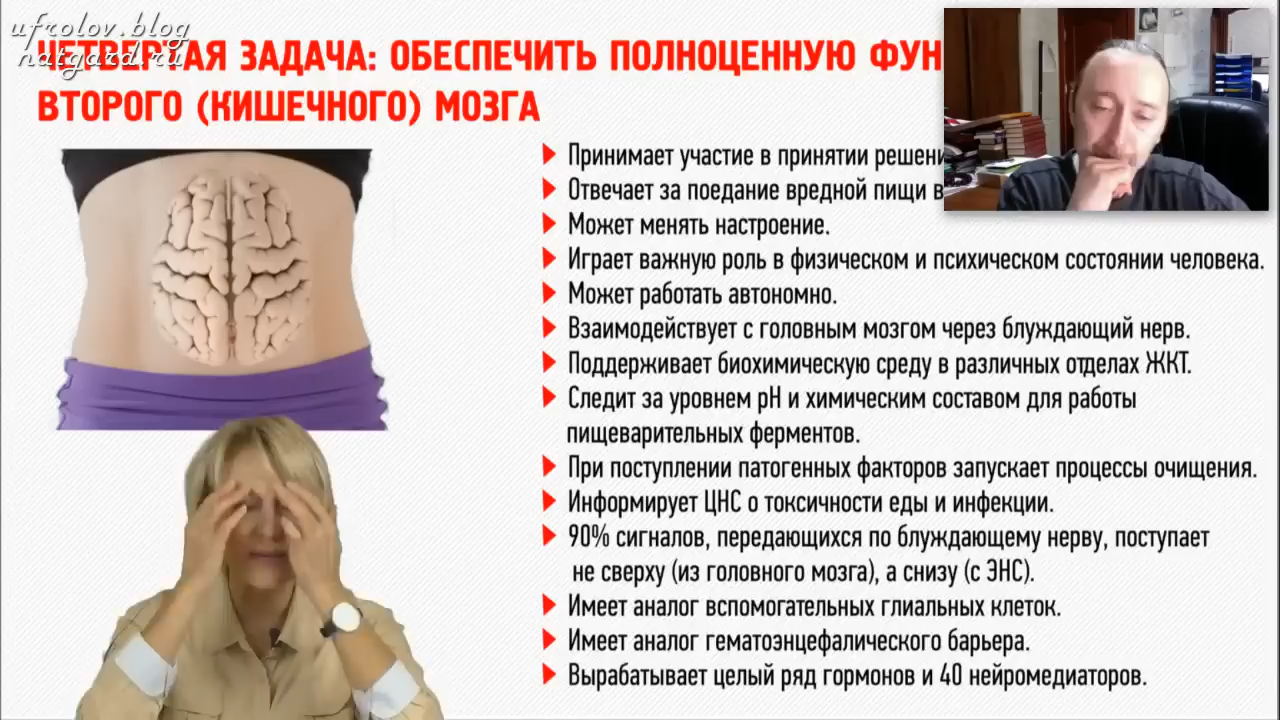 ufrolov.blog
natgard.ru
ЧЕТВЕРТАЯ ЗАДАЧА: ОБЕСПЕЧИТЬ ПОЛНОЦЕННУЮ
ВТОРОГО (КИШЕЧНОГО) МОЗГА
Принимает участие в принятии
Отвечает за поедание вредной пищи
Может менять настроение.
Играет важную роль в физическом и психическом состоянии человека.
Может работать автономно.
Взаимодействует с головным мозгом через блуждающий нерв.
Поддерживает биохимическую среду в различных отделах ЖКТ.
Следит за уровнем pH и химическим составом для работы
пищеварительных ферментов.
При поступлении патогенных факторов запускает процессы очищения.
Информирует ЦНС о токсичности еды и инфекции.
90% сигналов, передающихся по блуждающему нерву, поступает
не сверху (из головного мозга), а снизу (с ЭНС).
Имеет аналог вспомогательных глиальных клеток.
Имеет аналог гематоэнцефалического барьера.
Вырабатывает целый ряд гормонов и 40 нейромедиаторов.